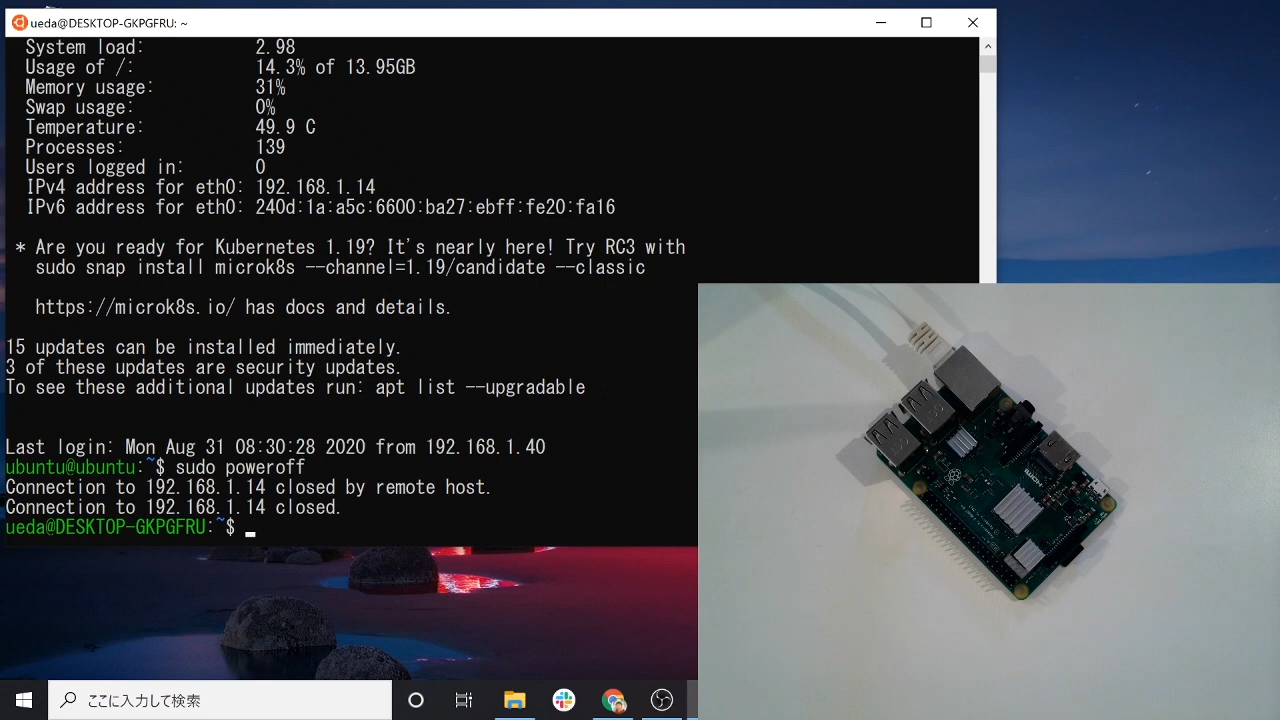 ueda@DESKTOP-GKPGFRU: ~
System load: 2.98
Usage of /: 14.3% of 13.95GB
Memory usage: 31%
Swap usage: 0%
Temperature: 49.9 C
Processes: 139
Users logged in: 0
IPv4 address for eth0: 192.168.1.14
IPv6 address for eth0: 240d:1a:a5c:6600:ba27:ebff:fe20:fa16
* Are you ready for Kubernetes 1.19? It's nearly here! Try RC3 with
sudo snap install microk8s --channel=1.19/candidate --classic
https://microk8s.io/ has docs and details.
15 updates can be installed immediately.
3 of these updates are security updates.
To see these additional updates run: apt list --upgradable
Last login: Mon Aug 31 08:30:28 2020 from 192.168.1.40
ubuntu@ubuntu:~$ sudo poweroff
Connection to 192.168.1.14 closed by remote host.
Connection to 192.168.1.14 closed.
ueda@DESKTOP-GKPGFRU:~$
HDMI
ここに入力して検索